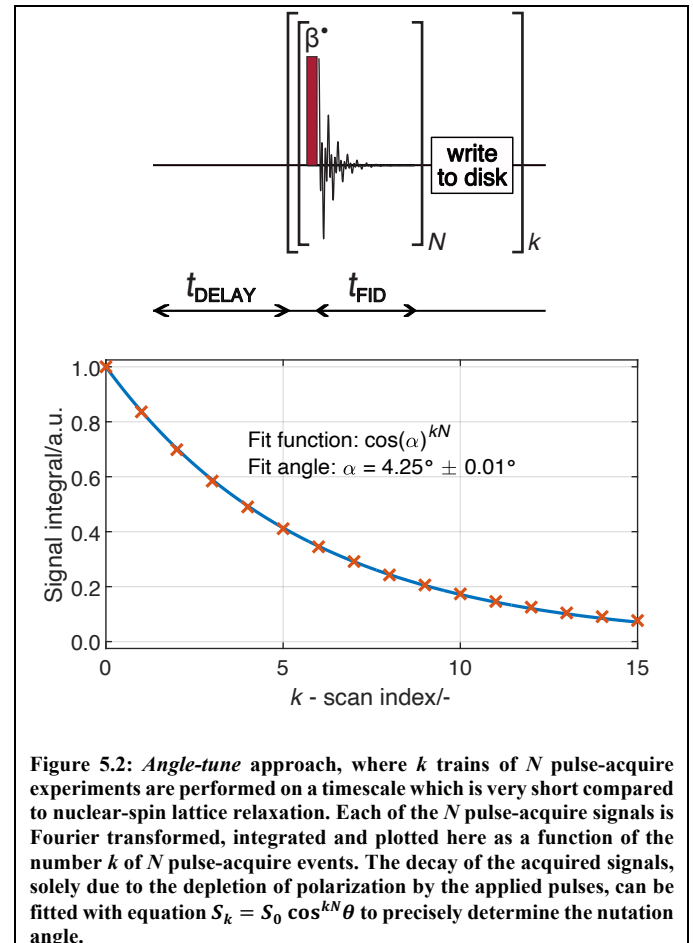 β•
write
to disk
N
k
tDELAY
tFID
1.0
0.8
0.6
0.4
0.2
0.0
Signal integral/a.u.
Fit function: cos(α)^kN
Fit angle: α = 4.25° ± 0.01°
0
5
10
15
k - scan index/-
Figure 5.2: Angle-tune approach, where k trains of N pulse-acquire
experiments are performed on a timescale which is very short compared
to nuclear-spin lattice relaxation. Each of the N pulse-acquire signals is
Fourier transformed, integrated and plotted here as a function of the
number k of N pulse-acquire events. The decay of the acquired signals,
solely due to the depletion of polarization by the applied pulses, can be
fitted with equation Sₖ = S₀ cos^kNθ to precisely determine the nutation
angle.